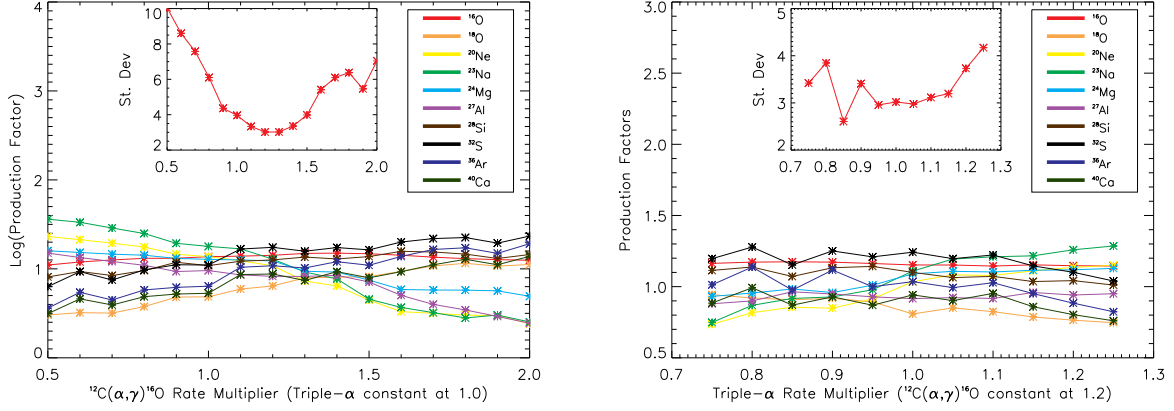 4
3
2
1
0
Log(Production Factor)
0.5 1.0 1.5 2.0
¹²C(α,γ)¹⁶O Rate Multiplier (Triple-α constant at 1.0)
10
8
6
4
2
St. Dev
0.5 1.0 1.5 2.0
¹⁶O
¹⁸O
²⁰Ne
²³Na
²⁴Mg
²⁷Al
²⁸Si
³²S
³⁶Ar
⁴⁰Ca
3.0
2.5
2.0
1.5
1.0
0.5
Production Factors
0.7 0.8 0.9 1.0 1.1 1.2 1.3
Triple-α Rate Multiplier (¹²C(α,γ)¹⁶O constant at 1.2)
5
4
3
2
St. Dev
0.7 0.8 0.9 1.0 1.1 1.2 1.3
¹⁶O
¹⁸O
²⁰Ne
²³Na
²⁴Mg
²⁷Al
²⁸Si
³²S
³⁶Ar
⁴⁰Ca